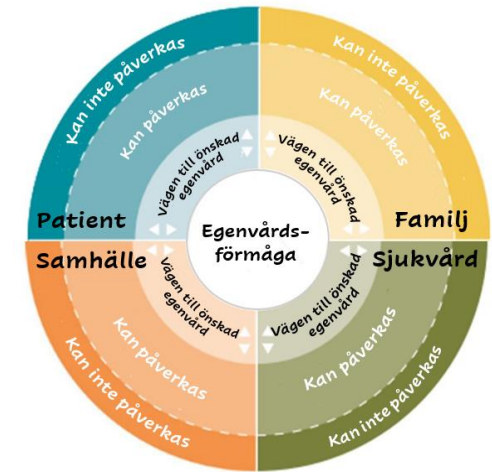 Kan inte påverkas
Kan påverkas
Vägen till önskad
egenvård
Patient
Kan inte påverkas
Kan påverkas
Vägen till önskad
egenvård
Familj
Egenvårds-
förmåga
Samhälle
Vägen till önskad
egenvård
Kan påverkas
Kan inte påverkas
Sjukvård
Vägen till önskad
egenvård
Kan påverkas
Kan inte påverkas